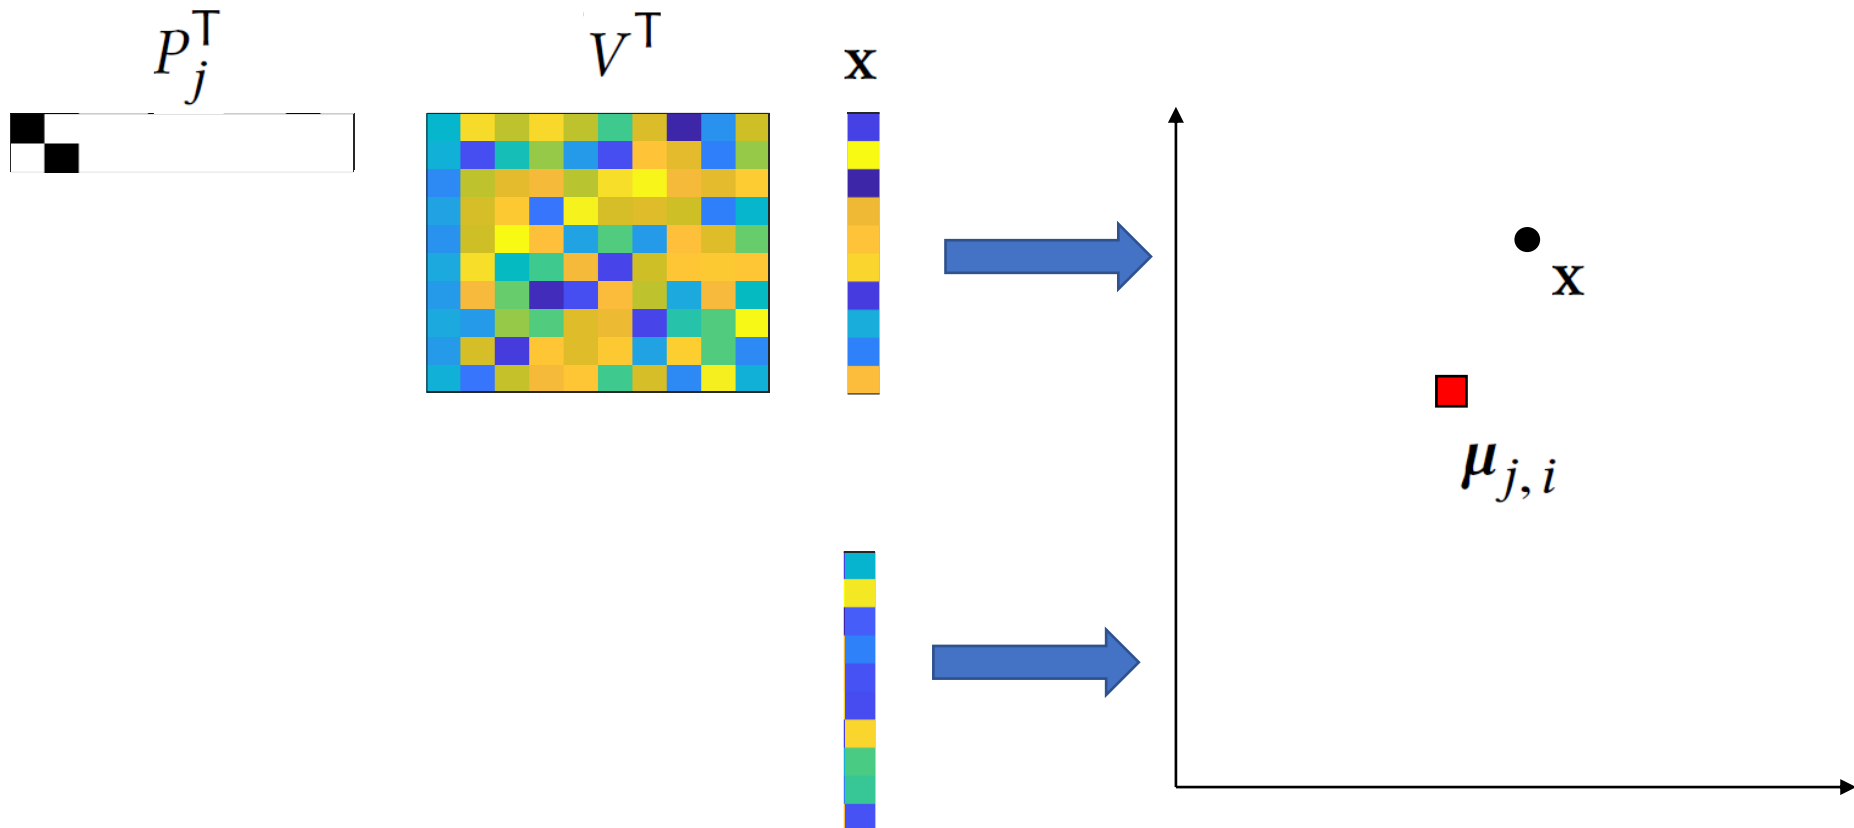 P_j^T
V^T
x
x
μ_{j, i}